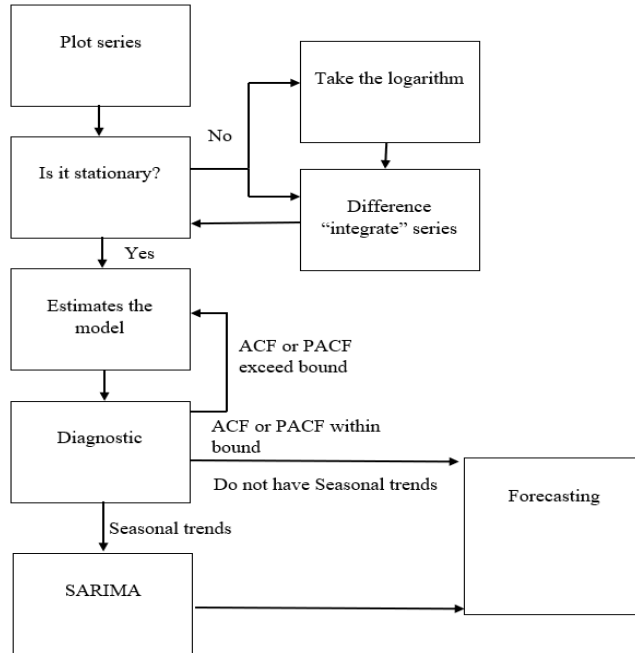 Plot series
Take the logarithm
No
Is it stationary?
Difference
“integrate” series
Yes
Estimates the
model
ACF or PACF
exceed bound
Diagnostic
ACF or PACF within
bound
Do not have Seasonal trends
Forecasting
Seasonal trends
SARIMA